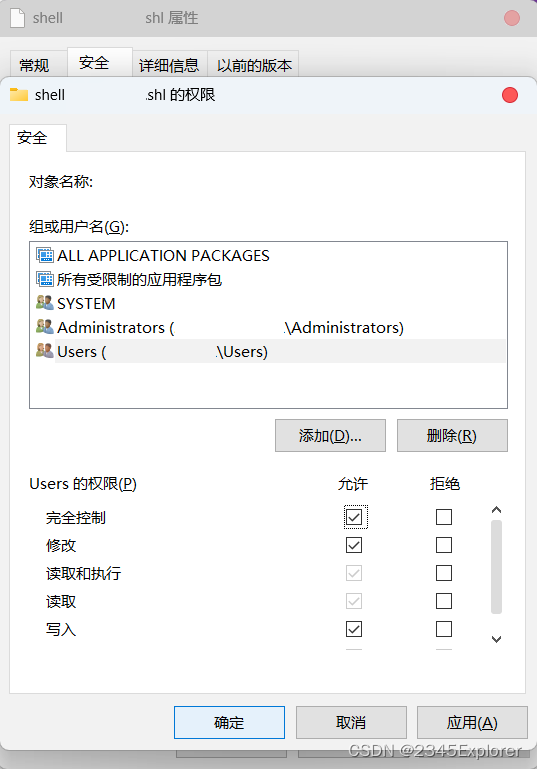 shell shl 属性
常规 安全 详细信息 以前的版本
shell .shl 的权限
安全
对象名称:
组或用户名(G):
ALL APPLICATION PACKAGES
所有受限制的应用程序包
SYSTEM
Administrators ( .\Administrators)
Users ( .\Users)
添加(D)... 删除(R)
Users 的权限(P) 允许 拒绝
完全控制
修改
读取和执行
读取
写入
确定 取消 应用(A)
CSDN @2345Explorer